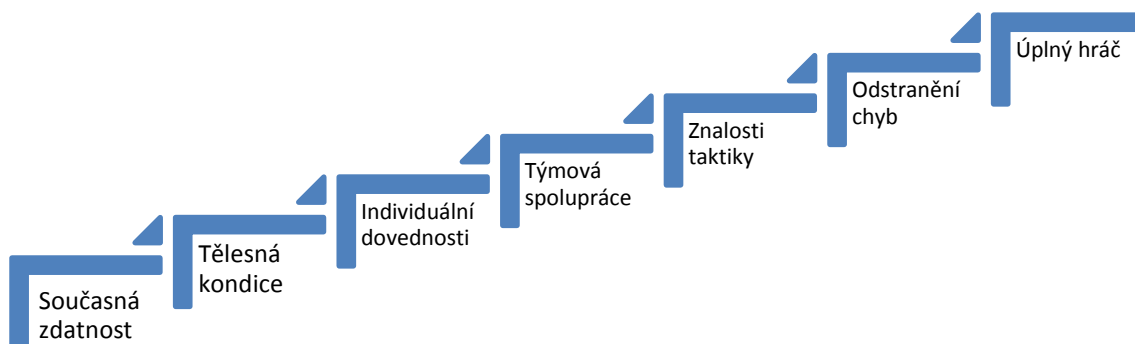 Současná
zdatnost
Tělesná
kondice
Individuální
dovednosti
Týmová
spolupráce
Znalosti
taktiky
Odstranění
chyb
Úplný hráč